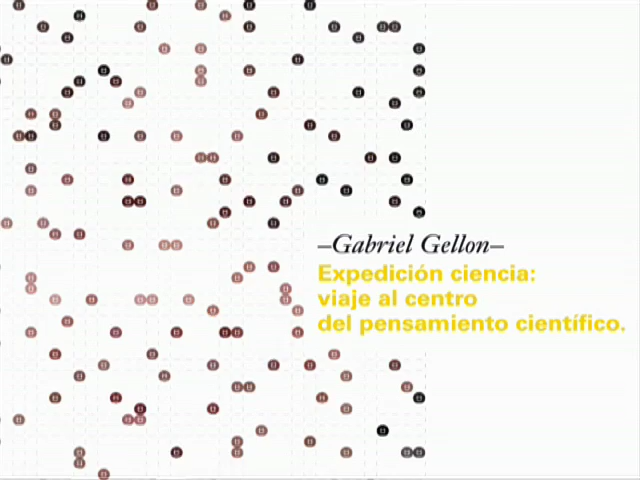 –Gabriel Gellon–
Expedición ciencia:
viaje al centro
del pensamiento científico.